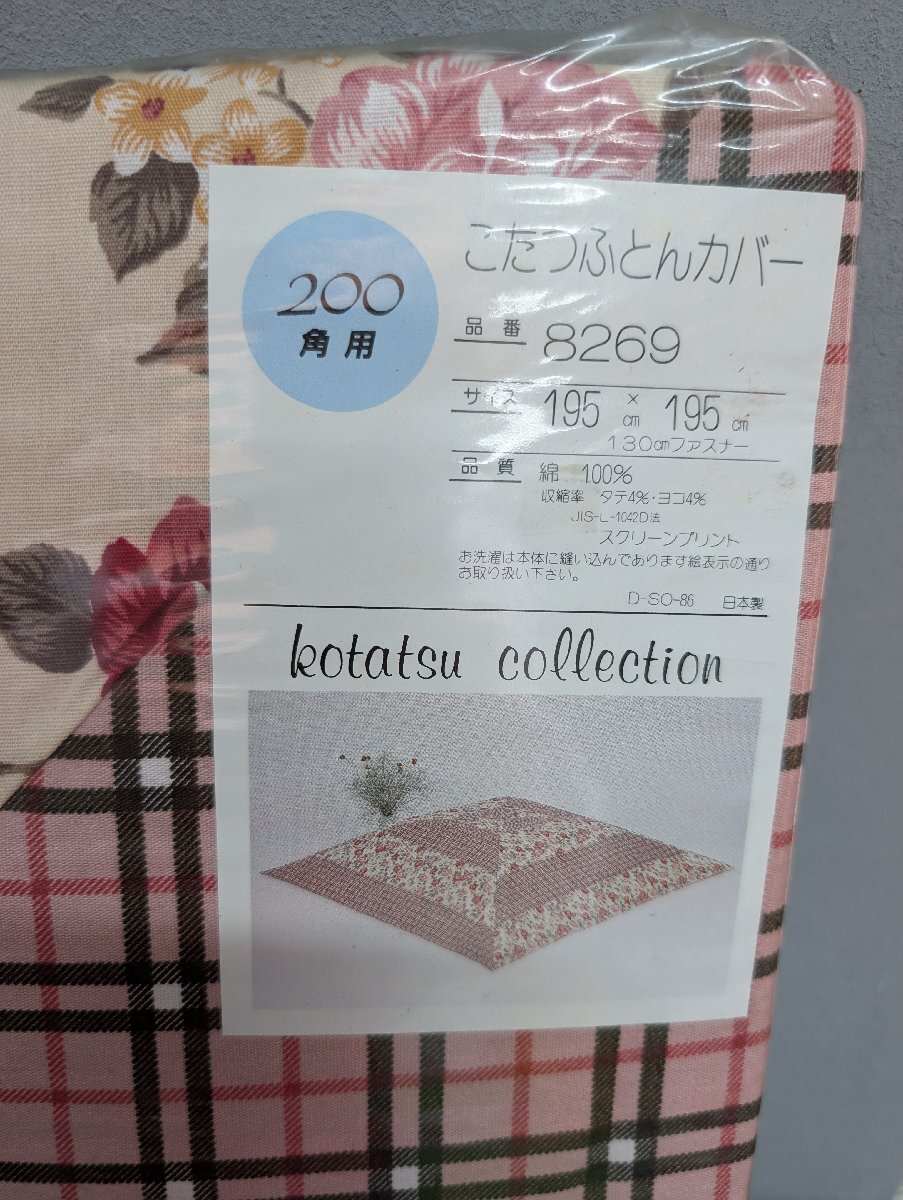 200
角用
こたつふとんカバー
品番 8269
サイズ 195cm × 195cm
130cmファスナー
品質 綿 100%
収縮率 タテ4%・ヨコ4%
JIS-L-1042D法
スクリーンプリント
お洗濯は本体に縫い込んであります絵表示の通り
お取り扱い下さい。
D-SO-86 日本製
kotatsu collection